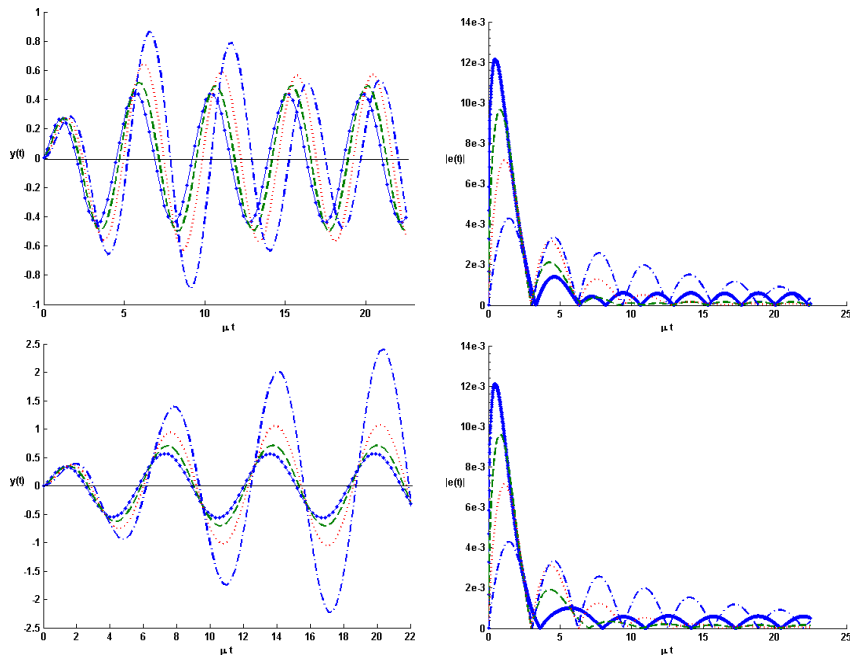 1
0.8
0.6
0.4
0.2
0
-0.2
-0.4
-0.6
-0.8
-1
y(t)
0 5 10 15 20
μ t
14e-3
12e-3
10e-3
8e-3
6e-3
4e-3
2e-3
0
|e(t)|
0 5 10 15 20 25
μ t
2.5
2
1.5
1
0.5
0
-0.5
-1
-1.5
-2
-2.5
y(t)
0 2 4 6 8 10 12 14 16 18 20 22
μ t
14e-3
12e-3
10e-3
8e-3
6e-3
4e-3
2e-3
0
|e(t)|
0 5 10 15 20 25
μ t